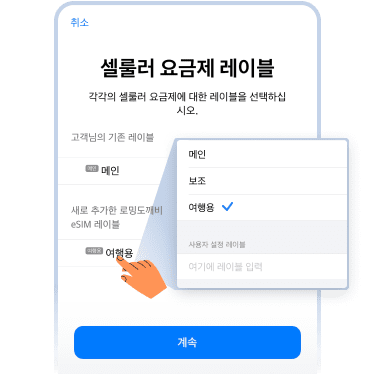 취소
셀룰러 요금제 레이블
각각의 셀룰러 요금제에 대한 레이블을 선택하십
시오.
고객님의 기존 레이블
메인 메인
새로 추가한 로밍도깨비
eSIM 레이블
여행용 여행용
메인
보조
여행용
사용자 설정 레이블
여기에 레이블 입력
계속